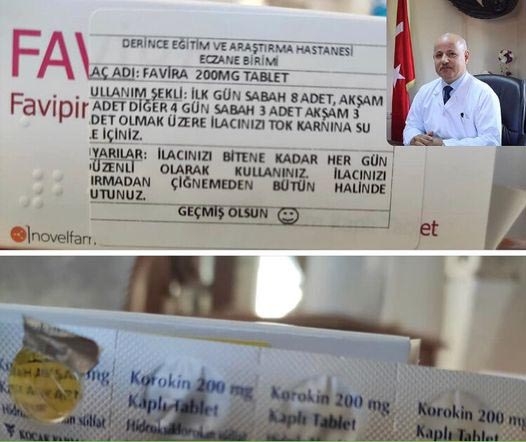 FAV
Favipir
novelfarm
DERİNCE EĞİTİM VE ARAŞTIRMA HASTANESİ
ECZANE BİRİMİ
AÇ ADI: FAVİRA 200MG TABLET
ULLANIM ŞEKLİ: İLK GÜN SABAH 8 ADET, AKŞAM
ADET DİĞER 4 GÜN SABAH 3 ADET AKŞAM 3
DET OLMAK ÜZERE İLACINIZI TOK KARNINA SU
E İÇİNİZ.
YARILAR: İLACINIZI BİTENE KADAR HER GÜN
ÜZENLİ OLARAK KULLANINIZ. İLACINIZI
IRMADAN ÇİĞNEMEDEN BÜTÜN HALİNDE
UTUNUZ.
GEÇMİŞ OLSUN
et
mg
sülfat
KOÇAK
Korokin 200 mg
Kaplı Tablet
Hidroksiklorokin sülfat
Korokin 200 mg
Kaplı Tablet
Korokin 200 mg
Kaplı Tablet